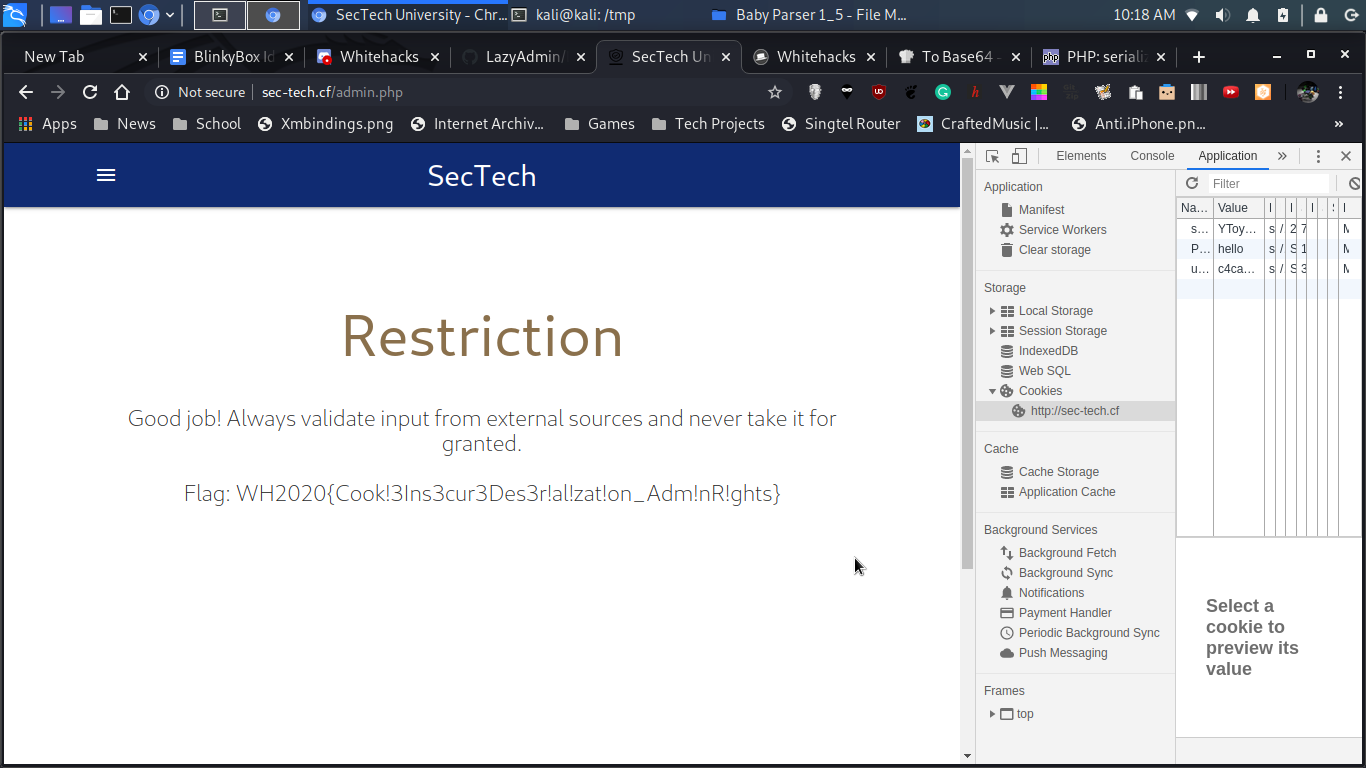 SecTech University - Chr...
kali@kali: /tmp
Baby Parser 1_5 - File M...
10:18 AM
New Tab
BlinkyBox Id
Whitehacks
LazyAdmin/
SecTech Un
Whitehacks
To Base64 -
PHP: seriali
Not secure
sec-tech.cf/admin.php
Apps
News
School
Xmbindings.png
Internet Archiv...
Games
Tech Projects
Singtel Router
CraftedMusic |...
Anti.iPhone.pn...
»
SecTech
Restriction
Good job! Always validate input from external sources and never take it for
granted.
Flag: WH2020{Cook!3Ins3cur3Des3r!al!zat!on_Adm!nR!ghts}
Elements
Console
Application
»
Application
Manifest
Service Workers
Clear storage
Storage
Local Storage
Session Storage
IndexedDB
Web SQL
Cookies
http://sec-tech.cf
Cache
Cache Storage
Application Cache
Background Services
Background Fetch
Background Sync
Notifications
Payment Handler
Periodic Background Sync
Push Messaging
Frames
top
Filter
Na...
Value
s...
YToy...
s
/
2
7
M
P...
hello
s
/
S
1
M
u...
c4ca...
s
/
S
3
M
Select a
cookie to
preview its
value